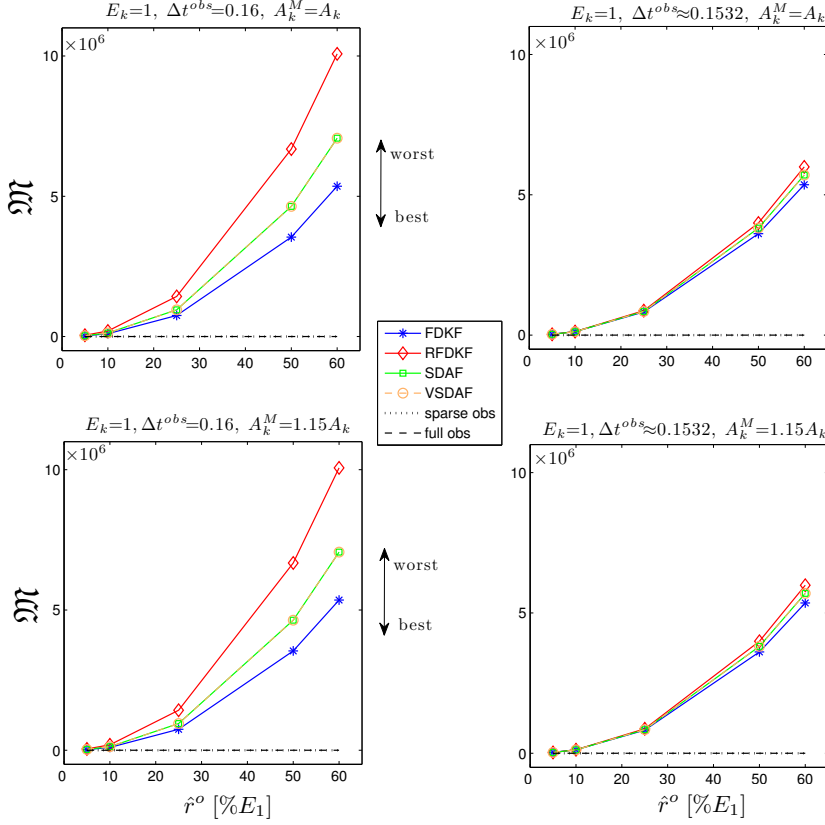 E_k=1, Δt^{obs}=0.16, A_k^M=A_k
×10^6
10
5
0
0 10 20 30 40 50 60
𝔐
worst
best
E_k=1, Δt^{obs}≈0.1532, A_k^M=A_k
×10^6
10
5
0
0 10 20 30 40 50 60
FDKF
RFDKF
SDAF
VSDAF
sparse obs
full obs
E_k=1, Δt^{obs}=0.16, A_k^M=1.15A_k
×10^6
10
5
0
0 10 20 30 40 50 60
𝔐
r̂^o [%E_1]
worst
best
E_k=1, Δt^{obs}≈0.1532, A_k^M=1.15A_k
×10^6
10
5
0
0 10 20 30 40 50 60
r̂^o [%E_1]